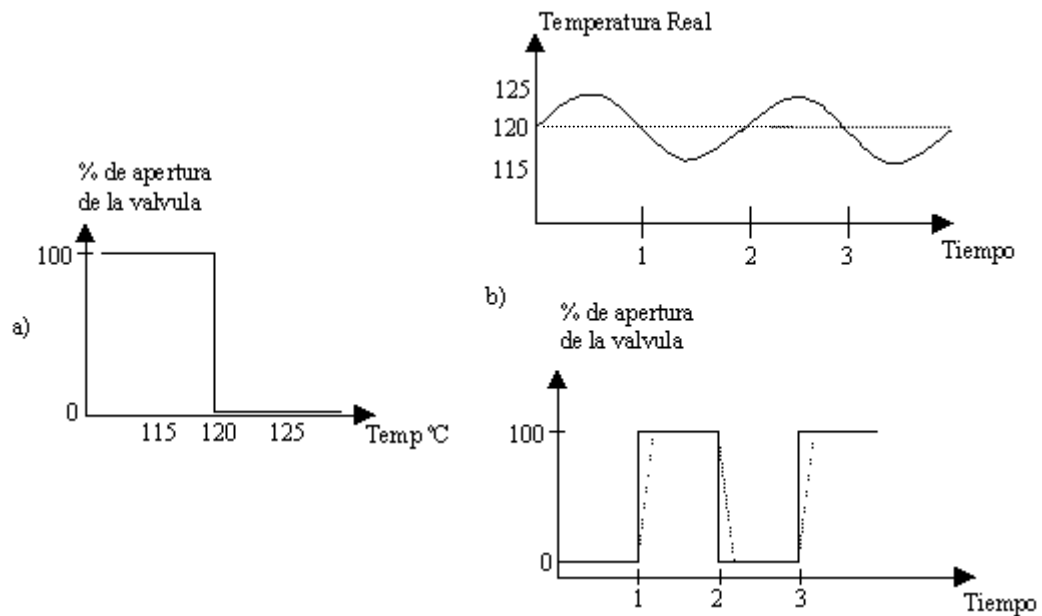 Temperatura Real
125
120
115
1 2 3
Tiempo
% de apertura
de la valvula
100
a)
0
115 120 125
Temp ºC
b)
% de apertura
de la valvula
100
0
1 2 3
Tiempo